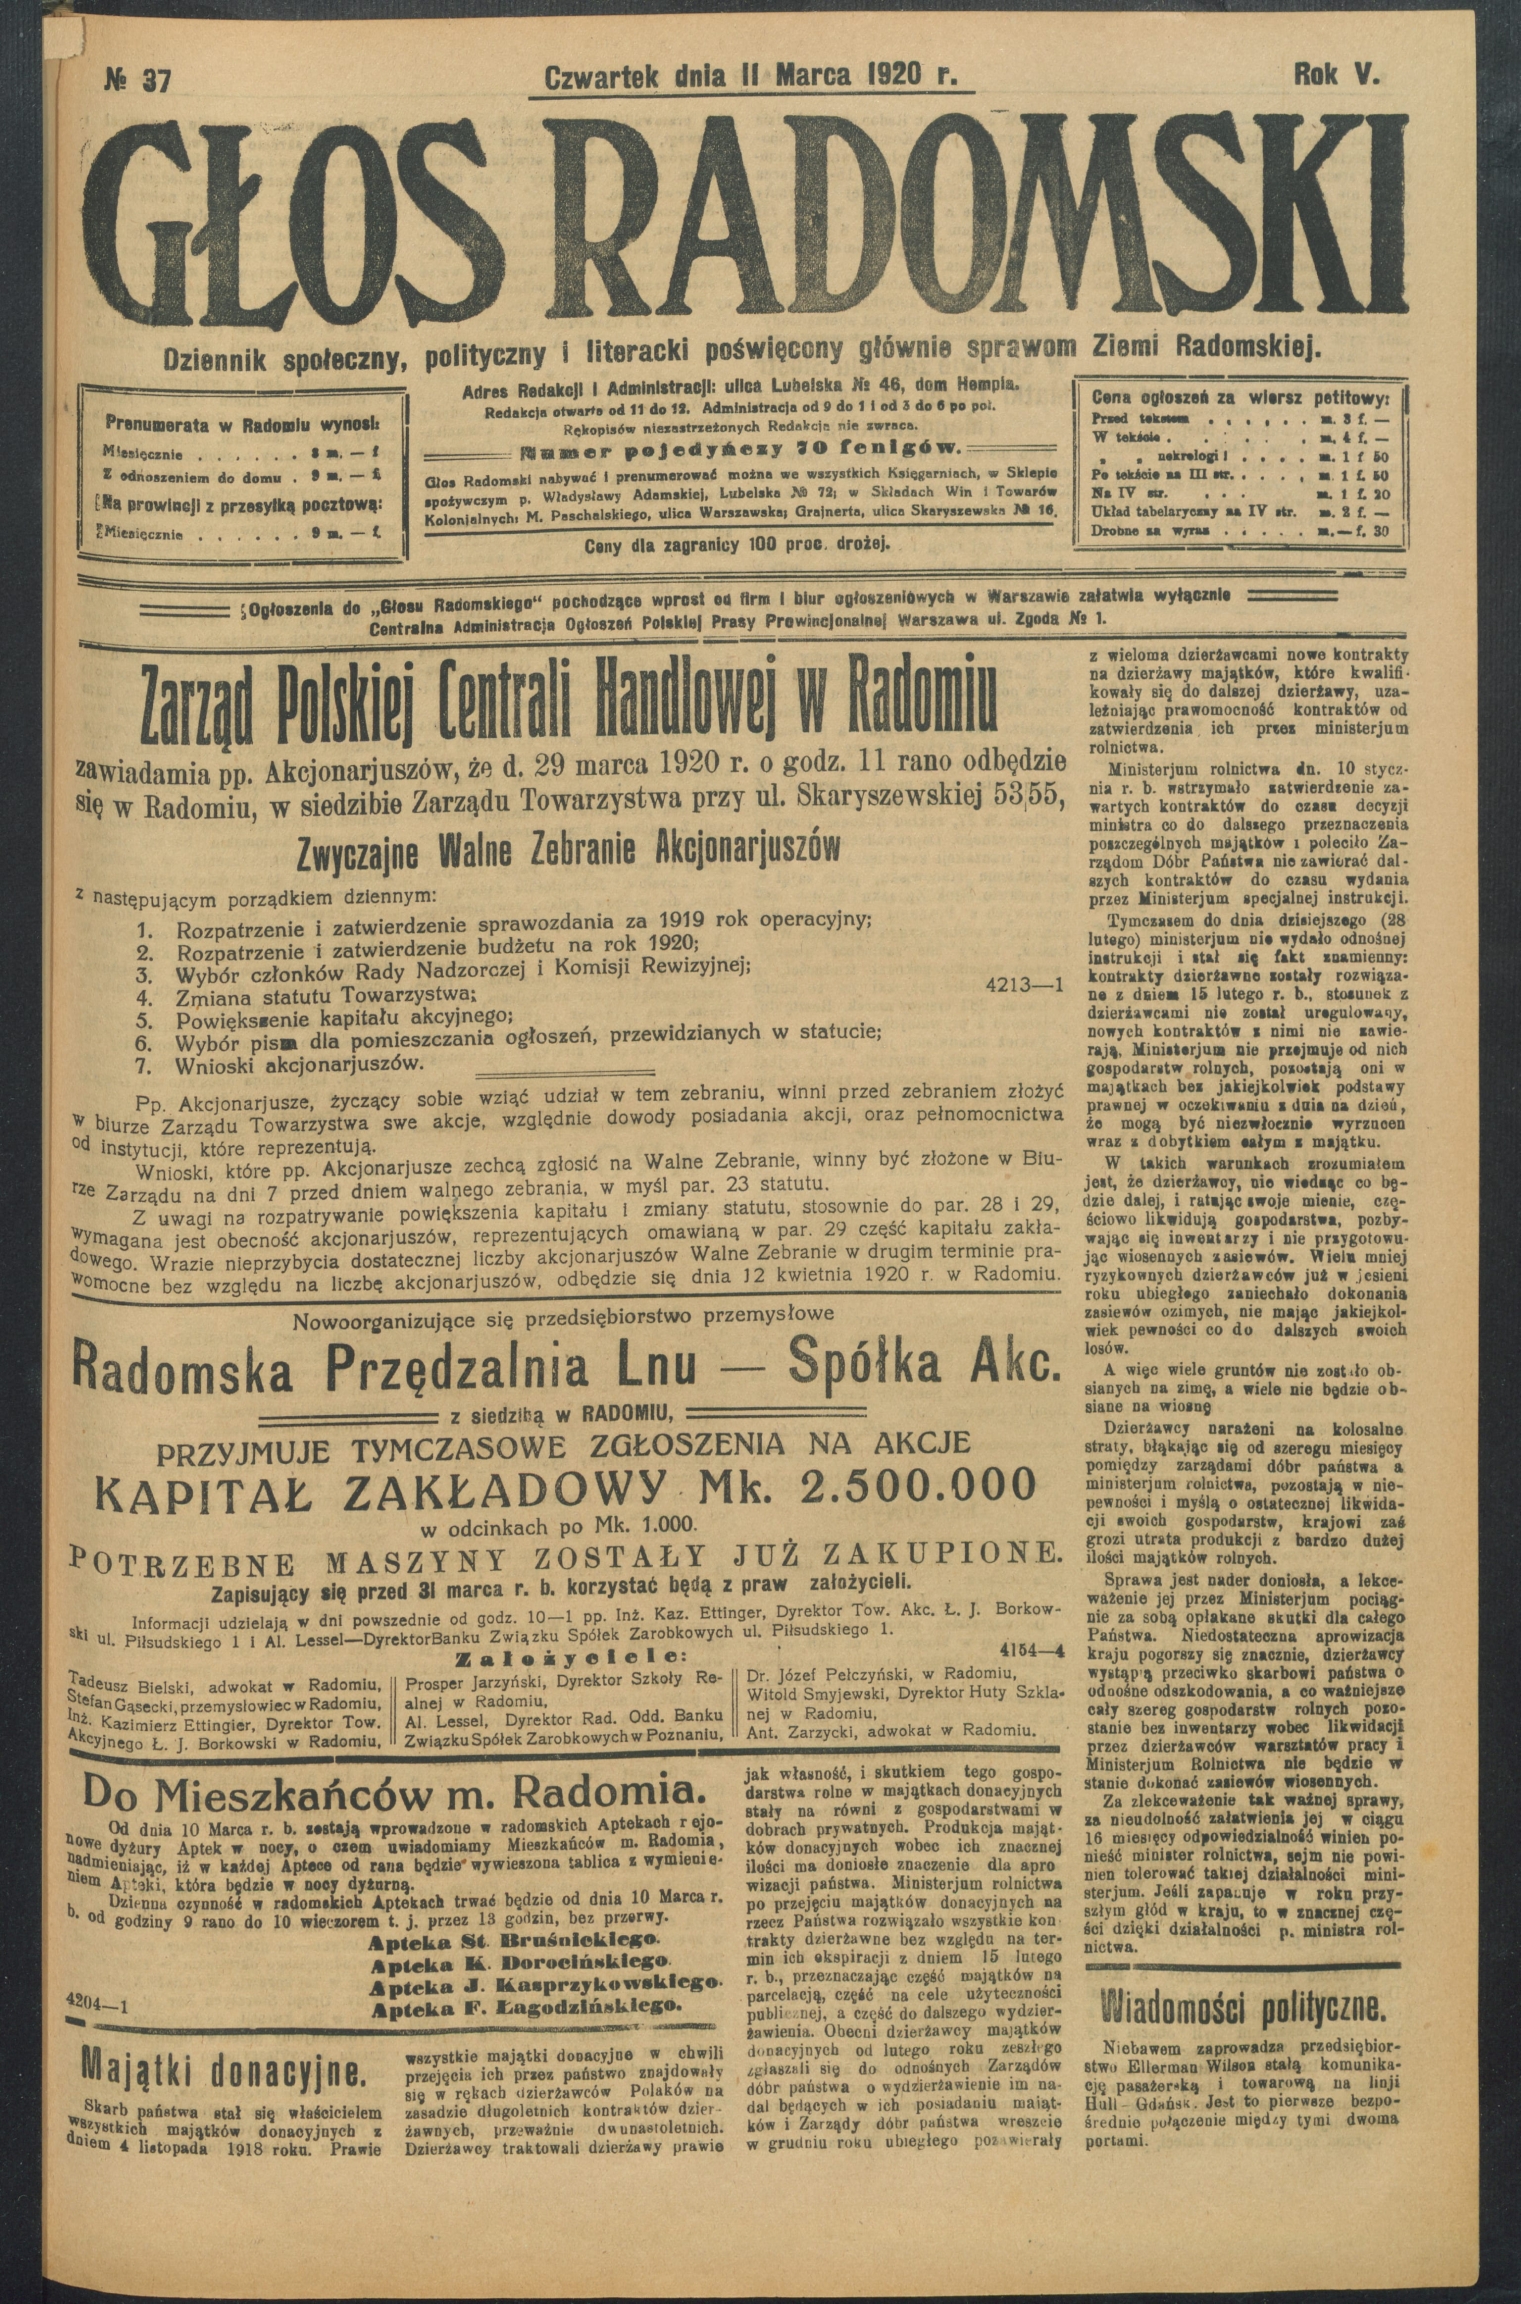 № 37
Czwartek dnia 11 Marca 1920 r.
Rok V.
GŁOS RADOMSKI
Dziennik społeczny, polityczny i literacki poświęcony głównie sprawom Ziemi Radomskiej.
Prenumerata w Radomiu wynosi:
Miesięcznie . . . . . . 8 m. — f
Z odnoszeniem do domu . 9 m. — f.
Na prowincji z przesyłką pocztową:
Miesięcznie . . . . . . 9 m. — f.
Adres Redakcji i Administracji: ulica Lubelska № 46, dom Hempla.
Redakcja otwarta od 11 do 12. Administracja od 9 do 1 i od 3 do 6 po poł.
Rękopisów niezastrzeżonych Redakcja nie zwraca.
Numer pojedyńczy 70 fenigów.
Głos Radomski nabywać i prenumerować można we wszystkich Księgarniach, w Sklepie
spożywczym p. Władysławy Adamskiej, Lubelska № 72; w Składach Win i Towarów
Kolonjalnych: M. Paschalskiego, ulica Warszawska; Grajnerta, ulica Skaryszewska № 16.
Ceny dla zagranicy 100 proc. drożej.
Cena ogłoszeń za wiersz petitowy:
Przed tekstem . . . . . . m. 3 f. —
W tekście . . . . . m. 4 f. —
„ „ nekrologi . . . . m. 1 f 50
Po tekście na III str. . . . . m. 1 f. 50
Na IV str. . . . m. 1 f. 20
Układ tabelaryczny na IV str. m. 2 f. —
Drobne za wyraz . . . . . m. — f. 30
Ogłoszenia do „Głosu Radomskiego“ pochodzące wprost od firm i biur ogłoszeniowych w Warszawie załatwia wyłącznie
Centralna Administracja Ogłoszeń Polskiej Prasy Prowincjonalnej Warszawa ul. Zgoda № 1.
Zarząd Polskiej Centrali Handlowej w Radomiu
zawiadamia pp. Akcjonarjuszów, że d. 29 marca 1920 r. o godz. 11 rano odbędzie
się w Radomiu, w siedzibie Zarządu Towarzystwa przy ul. Skaryszewskiej 53|55,
Zwyczajne Walne Zebranie Akcjonarjuszów
z następującym porządkiem dziennym:
1. Rozpatrzenie i zatwierdzenie sprawozdania za 1919 rok operacyjny;
2. Rozpatrzenie i zatwierdzenie budżetu na rok 1920;
3. Wybór członków Rady Nadzorczej i Komisji Rewizyjnej;
4. Zmiana statutu Towarzystwa;
4213—1
5. Powiększenie kapitału akcyjnego;
6. Wybór pism dla pomieszczania ogłoszeń, przewidzianych w statucie;
7. Wnioski akcjonarjuszów.
Pp. Akcjonarjusze, życzący sobie wziąć udział w tem zebraniu, winni przed zebraniem złożyć
w biurze Zarządu Towarzystwa swe akcje, względnie dowody posiadania akcji, oraz pełnomocnictwa
od instytucji, które reprezentują.
Wnioski, które pp. Akcjonarjusze zechcą zgłosić na Walne Zebranie, winny być złożone w Biu-
rze Zarządu na dni 7 przed dniem walnego zebrania, w myśl par. 23 statutu.
Z uwagi na rozpatrywanie powiększenia kapitału i zmiany statutu, stosownie do par. 28 i 29,
wymagana jest obecność akcjonarjuszów, reprezentujących omawianą w par. 29 część kapitału zakła-
dowego. Wrazie nieprzybycia dostatecznej liczby akcjonarjuszów Walne Zebranie w drugim terminie pra-
womocne bez względu na liczbę akcjonarjuszów, odbędzie się dnia 12 kwietnia 1920 r. w Radomiu.
Nowoorganizujące się przedsiębiorstwo przemysłowe
Radomska Przędzalnia Lnu — Spółka Akc.
z siedzibą w RADOMIU,
PRZYJMUJE TYMCZASOWE ZGŁOSZENIA NA AKCJE
KAPITAŁ ZAKŁADOWY Mk. 2.500.000
w odcinkach po Mk. 1.000.
POTRZEBNE MASZYNY ZOSTAŁY JUŻ ZAKUPIONE.
Zapisujący się przed 31 marca r. b. korzystać będą z praw założycieli.
Informacji udzielają w dni powszednie od godz. 10—1 pp. Inż. Kaz. Ettinger, Dyrektor Tow. Akc. Ł. J. Borkow-
ski ul. Piłsudskiego 1 i Al. Lessel—Dyrektor Banku Związku Spółek Zarobkowych ul. Piłsudskiego 1.
4154—4
Założyciele:
Tadeusz Bielski, adwokat w Radomiu,
Stefan Gąsecki, przemysłowiec w Radomiu,
Inż. Kazimierz Ettingier, Dyrektor Tow.
Akcyjnego Ł. J. Borkowski w Radomiu,
Prosper Jarzyński, Dyrektor Szkoły Re-
alnej w Radomiu,
Al. Lessel, Dyrektor Rad. Odd. Banku
Związku Spółek Zarobkowych w Poznaniu,
Dr. Józef Pełczyński, w Radomiu,
Witold Smyjewski, Dyrektor Huty Szkla-
nej w Radomiu,
Ant. Zarzycki, adwokat w Radomiu.
Do Mieszkańców m. Radomia.
Od dnia 10 Marca r. b. zostają wprowadzone w radomskich Aptekach rejo-
nowe dyżury Aptek w nocy, o czem uwiadomiamy Mieszkańców m. Radomia,
nadmieniając, iż w każdej Aptece od rana będzie wywieszona tablica z wymienie-
niem Apteki, która będzie w nocy dyżurną.
Dzienna czynność w radomskich Aptekach trwać będzie od dnia 10 Marca r.
b. od godziny 9 rano do 10 wieczorem t. j. przez 13 godzin, bez przerwy.
Apteka St. Bruśnickiego.
Apteka K. Dorocińskiego.
Apteka J. Kasprzykowskiego.
Apteka F. Łagodzińskiego.
4204—1
Majątki donacyjne.
Skarb państwa stał się właścicielem
wszystkich majątków donacyjnych z
dniem 4 listopada 1918 roku. Prawie
wszystkie majątki donacyjne w chwili
przejęcia ich przez państwo znajdowały
się w rękach dzierżawców Polaków na
zasadzie długoletnich kontraktów dzier-
żawnych, przeważnie dwunastoletnich.
Dzierżawcy traktowali dzierżawy prawie
jak własność, i skutkiem tego gospo-
darstwa rolne w majątkach donacyjnych
stały na równi z gospodarstwami w
dobrach prywatnych. Produkcja mająt-
ków donacyjnych wobec ich znacznej
ilości ma doniosłe znaczenie dla apro
wizacji państwa. Ministerjum rolnictwa
po przejęciu majątków donacyjnych na
rzecz Państwa rozwiązało wszystkie kon
trakty dzierżawne bez względu na ter-
min ich ekspiracji z dniem 15 lutego
r. b., przeznaczając część majątków na
parcelacją, część na cele użyteczności
publicznej, a część do dalszego wydzier-
żawienia. Obecni dzierżawcy majątków
donacyjnych od lutego roku zeszłego
zgłaszali się do odnośnych Zarządów
dóbr państwa o wydzierżawienie im na-
dal będących w ich posiadaniu mająt-
ków i Zarządy dóbr państwa wreszcie
w grudniu roku ubiegłego pozawierały
z wieloma dzierżawcami nowe kontrakty
na dzierżawy majątków, które kwalifi-
kowały się do dalszej dzierżawy, uza-
leżniając prawomocność kontraktów od
zatwierdzenia ich przez ministerjum
rolnictwa.
Ministerjum rolnictwa dn. 10 stycz-
nia r. b. wstrzymało zatwierdzenie za-
wartych kontraktów do czasu decyzji
ministra co do dalszego przeznaczenia
poszczególnych majątków i poleciło Za-
rządom Dóbr Państwa nie zawierać dal-
szych kontraktów do czasu wydania
przez Ministerjum specjalnej instrukcji.
Tymczasem do dnia dzisiejszego (28
lutego) ministerjum nie wydało odnośnej
instrukcji i stał się fakt znamienny:
kontrakty dzierżawne zostały rozwiąza-
ne z dniem 15 lutego r. b., stosunek z
dzierżawcami nie został uregulowany,
nowych kontraktów z nimi nie zawie-
rają, Ministerjum nie przejmuje od nich
gospodarstw rolnych, pozostają oni w
majątkach bez jakiejkolwiek podstawy
prawnej w oczekiwaniu z dnia na dzień,
że mogą być niezwłocznie wyrzuceni
wraz z dobytkiem całym z majątku.
W takich warunkach zrozumiałem
jest, że dzierżawcy, nie wiedząc co bę-
dzie dalej, i ratując swoje mienie, czę-
ściowo likwidują gospodarstwa, pozby-
wając się inwentarzy i nie przygotowu-
jąc wiosennych zasiewów. Wielu mniej
ryzykownych dzierżawców już w jesieni
roku ubiegłego zaniechało dokonania
zasiewów ozimych, nie mając jakiejkol-
wiek pewności co do dalszych swoich
losów.
A więc wiele gruntów nie zostało ob-
sianych na zimę, a wiele nie będzie ob-
siane na wiosnę
Dzierżawcy narażeni na kolosalne
straty, błąkając się od szeregu miesięcy
pomiędzy zarządami dóbr państwa a
ministerjum rolnictwa, pozostają w nie-
pewności i myślą o ostatecznej likwida-
cji swoich gospodarstw, krajowi zaś
grozi utrata produkcji z bardzo dużej
ilości majątków rolnych.
Sprawa jest nader doniosła, a lekce-
ważenie jej przez Ministerjum pociąg-
nie za sobą opłakane skutki dla całego
Państwa. Niedostateczna aprowizacja
kraju pogorszy się znacznie, dzierżawcy
wystąpią przeciwko skarbowi państwa o
odnośne odszkodowania, a co ważniejsze
cały szereg gospodarstw rolnych pozo-
stanie bez inwentarzy wobec likwidacji
przez dzierżawców warsztatów pracy i
Ministerjum Rolnictwa nie będzie w
stanie dokonać zasiewów wiosennych.
Za zlekceważenie tak ważnej sprawy,
za nieudolność załatwienia jej w ciągu
16 miesięcy odpowiedzialność winien po-
nieść minister rolnictwa, sejm nie powi-
nien tolerować takiej działalności mini-
sterjum. Jeśli zapanuje w roku przy-
szłym głód w kraju, to w znacznej czę-
ści dzięki działalności p. ministra rol-
nictwa.
Wiadomości polityczne.
Niebawem zaprowadza przedsiębior-
stwo Ellerman Wilson stałą komunika-
cję pasażerską i towarową na linji
Hull - Gdańsk. Jest to pierwsze bezpo-
średnie połączenie między tymi dwoma
portami.